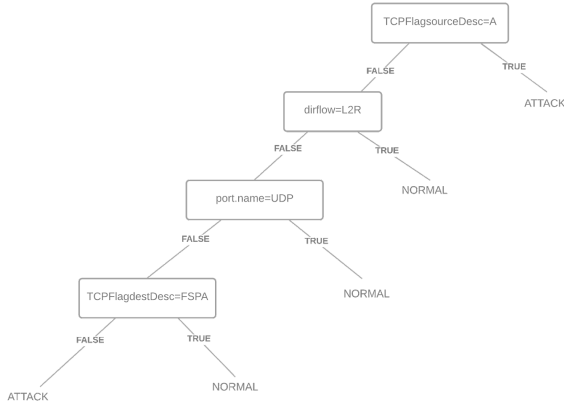 TCPFlagsourceDesc=A
FALSE
TRUE
ATTACK
dirflow=L2R
FALSE
TRUE
NORMAL
port.name=UDP
FALSE
TRUE
NORMAL
TCPFlagdestDesc=FSPA
FALSE
TRUE
ATTACK
NORMAL